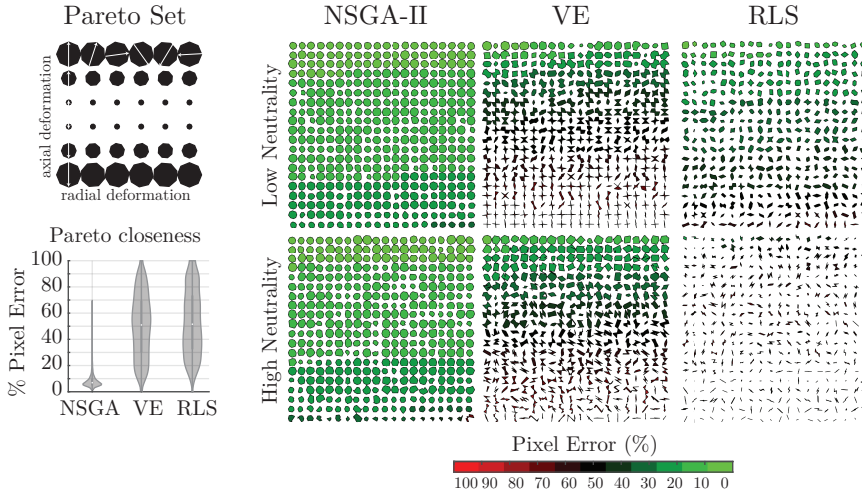 Pareto Set
axial deformation
radial deformation
Pareto closeness
% Pixel Error
100
80
60
40
20
0
NSGA VE RLS
NSGA-II VE RLS
Low Neutrality
High Neutrality
Pixel Error (%)
100 90 80 70 60 50 40 30 20 10 0